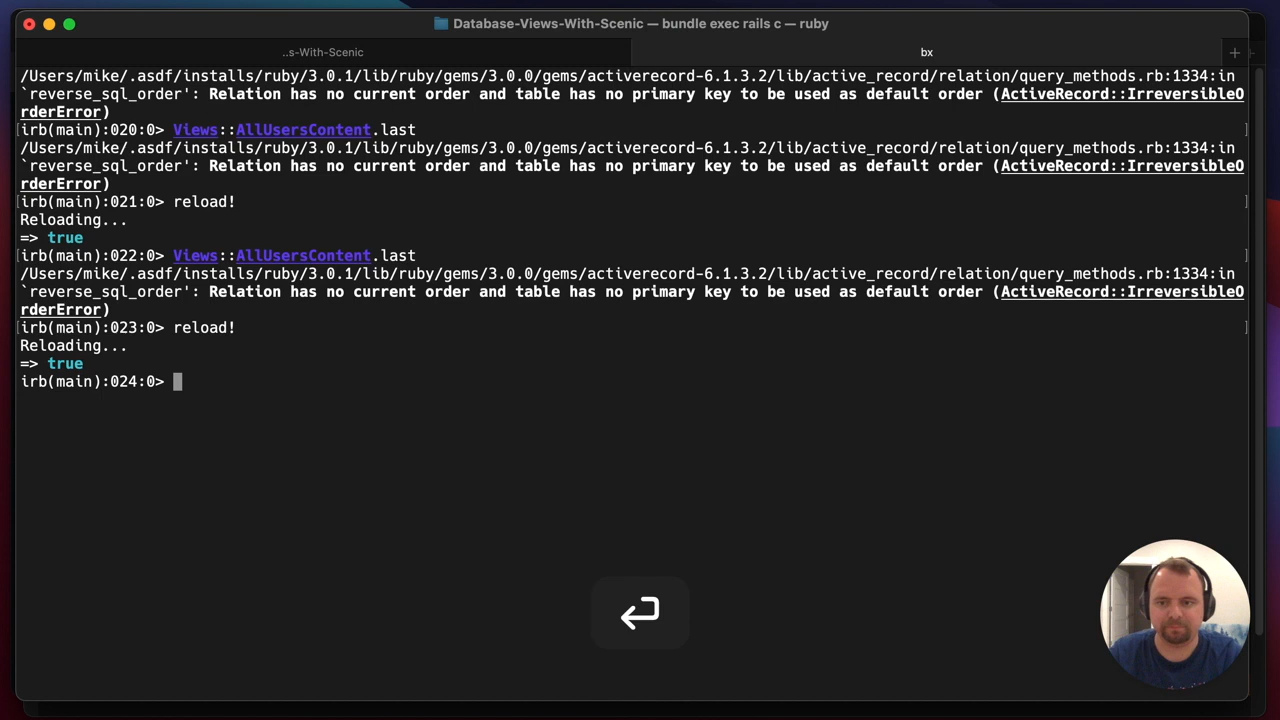 Database-Views-With-Scenic — bundle exec rails c — ruby
..s-With-Scenic
bx
/Users/mike/.asdf/installs/ruby/3.0.1/lib/ruby/gems/3.0.0/gems/activerecord-6.1.3.2/lib/active_record/relation/query_methods.rb:1334:in
`reverse_sql_order': Relation has no current order and table has no primary key to be used as default order (ActiveRecord::IrreversibleO
rderError)
[irb(main):020:0> Views::AllUsersContent.last ]
/Users/mike/.asdf/installs/ruby/3.0.1/lib/ruby/gems/3.0.0/gems/activerecord-6.1.3.2/lib/active_record/relation/query_methods.rb:1334:in
`reverse_sql_order': Relation has no current order and table has no primary key to be used as default order (ActiveRecord::IrreversibleO
rderError)
[irb(main):021:0> reload! ]
Reloading...
=> true
[irb(main):022:0> Views::AllUsersContent.last ]
/Users/mike/.asdf/installs/ruby/3.0.1/lib/ruby/gems/3.0.0/gems/activerecord-6.1.3.2/lib/active_record/relation/query_methods.rb:1334:in
`reverse_sql_order': Relation has no current order and table has no primary key to be used as default order (ActiveRecord::IrreversibleO
rderError)
[irb(main):023:0> reload! ]
Reloading...
=> true
irb(main):024:0>